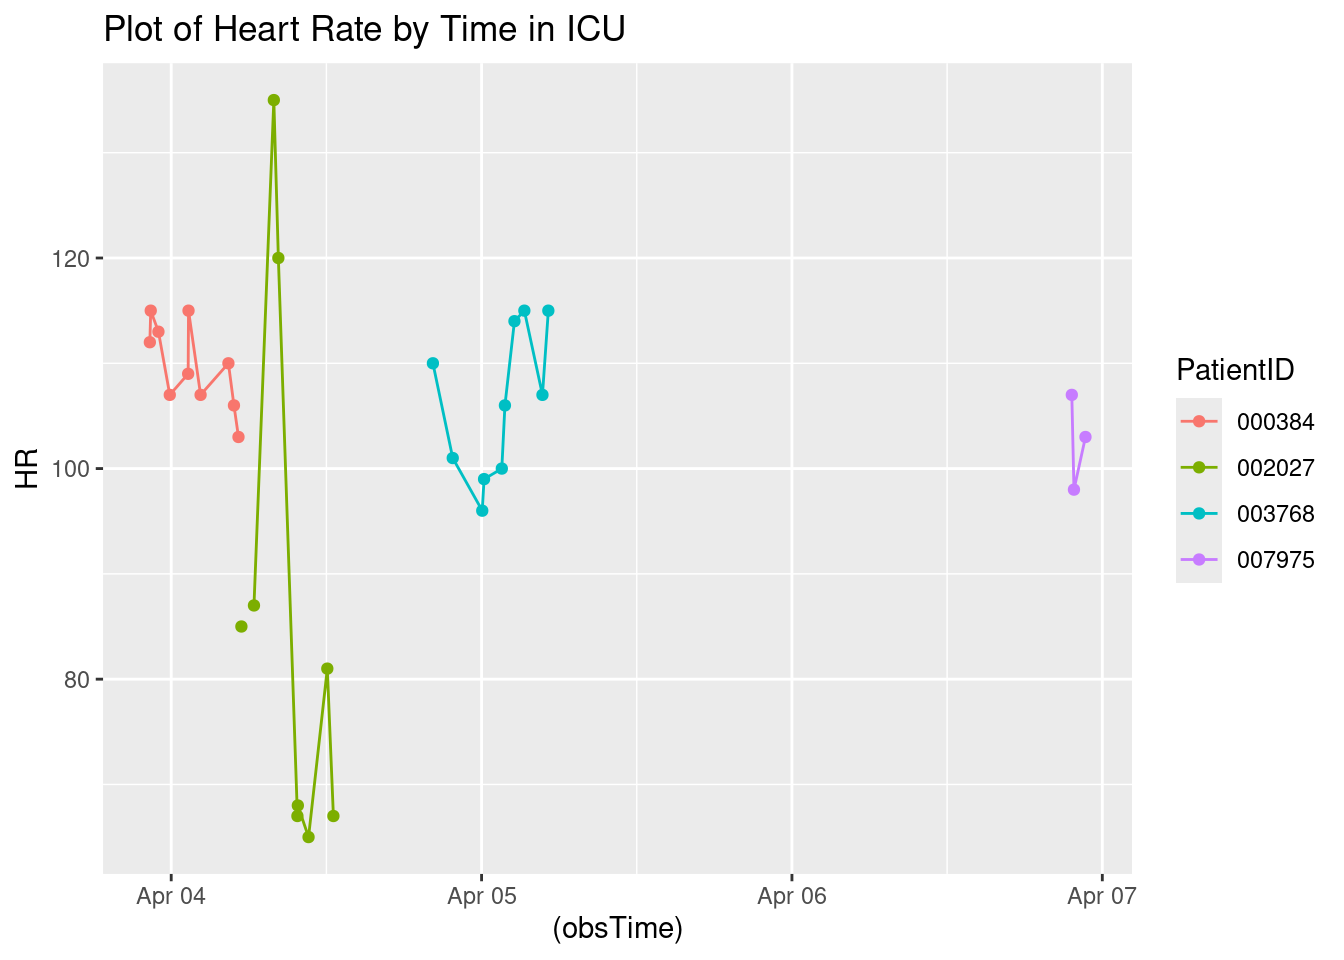 Plot of Heart Rate by Time in ICU
HR
120
100
80
Apr 04
Apr 05
Apr 06
Apr 07
(obsTime)
PatientID
000384
002027
003768
007975